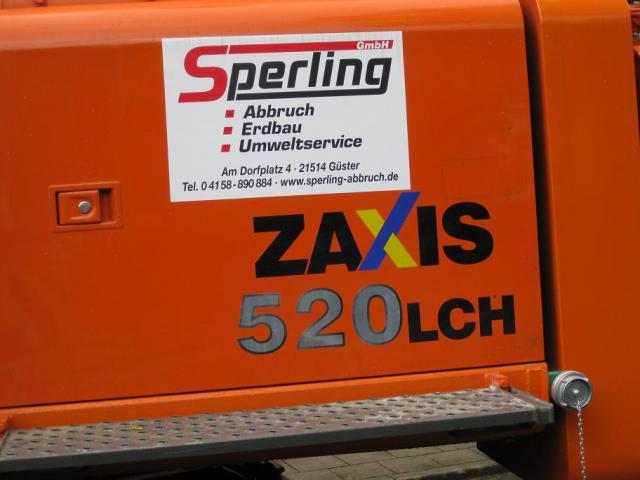 Sperling GmbH
Abbruch
Erdbau
Umweltservice
Am Dorfplatz 4 · 21514 Güster
Tel. 0 41 58 - 890 884 · www.sperling-abbruch.de
ZAXIS
520LCH